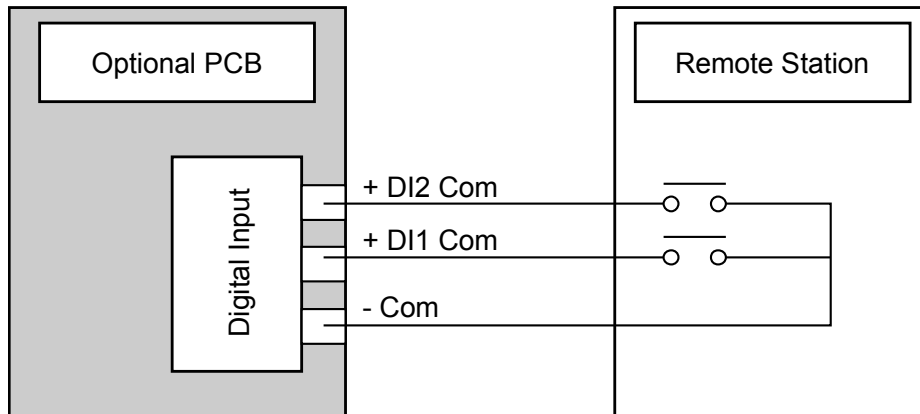 Optional PCB
Remote Station
Digital Input
+ DI2 Com
+ DI1 Com
- Com